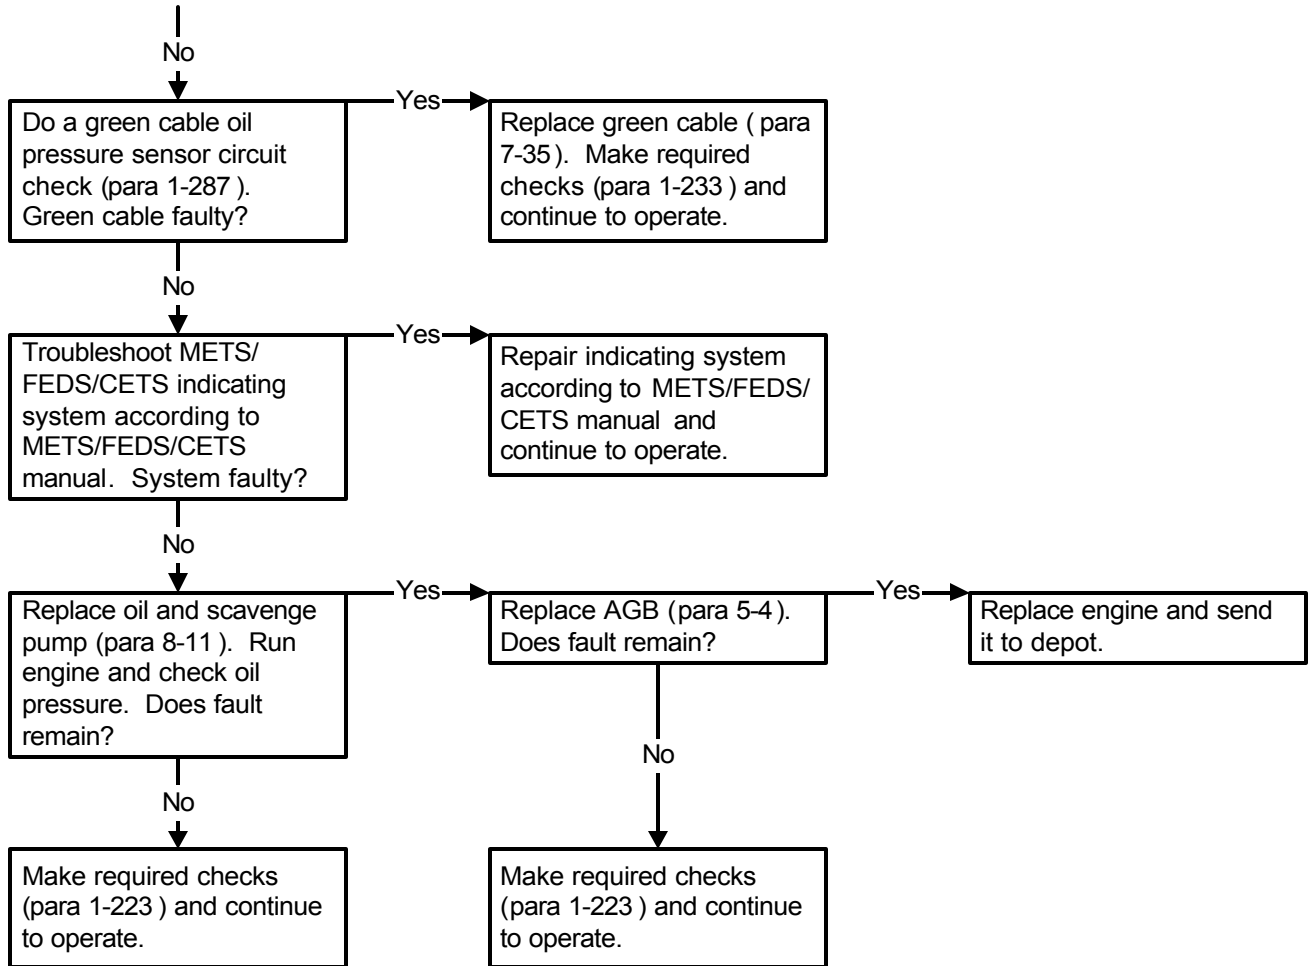 No
Do a green cable oil
pressure sensor circuit
check (para 1-287 ).
Green cable faulty?
Yes
Replace green cable ( para
7-35 ). Make required
checks (para 1-233 ) and
continue to operate.
No
Troubleshoot METS/
FEDS/CETS indicating
system according to
METS/FEDS/CETS
manual. System faulty?
Yes
Repair indicating system
according to METS/FEDS/
CETS manual and
continue to operate.
No
Replace oil and scavenge
pump (para 8-11 ). Run
engine and check oil
pressure. Does fault
remain?
Yes
Replace AGB (para 5-4 ).
Does fault remain?
Yes
Replace engine and send
it to depot.
No
Make required checks
(para 1-223 ) and continue
to operate.
No
Make required checks
(para 1-223 ) and continue
to operate.